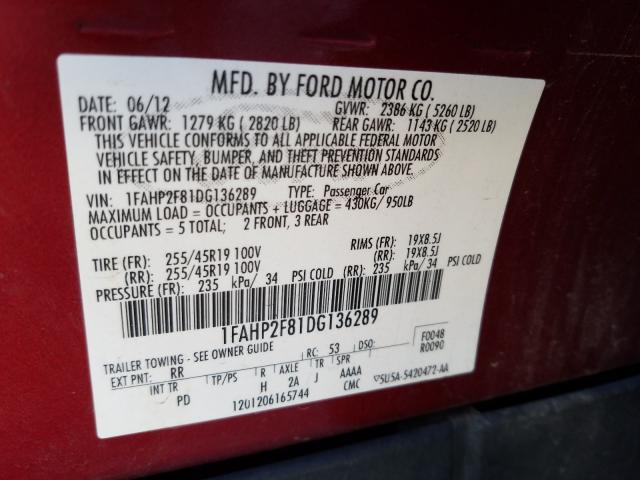 MFD. BY FORD MOTOR CO.
DATE: 06/12 GVWR: 2386 KG ( 5260 LB)
FRONT GAWR: 1279 KG ( 2820 LB) REAR GAWR: 1143 KG ( 2520 LB)
THIS VEHICLE CONFORMS TO ALL APPLICABLE FEDERAL MOTOR
VEHICLE SAFETY, BUMPER, AND THEFT PREVENTION STANDARDS
IN EFFECT ON THE DATE OF MANUFACTURE SHOWN ABOVE.
VIN: 1FAHP2F81DG136289 TYPE: Passenger Car
MAXIMUM LOAD = OCCUPANTS + LUGGAGE = 430KG/950LB
OCCUPANTS = 5 TOTAL; 2 FRONT, 3 REAR
TIRE (FR): 255/45R19 100V RIMS (FR): 19X8.5J
(RR): 255/45R19 100V (RR): 19X8.5J
PRESSURE (FR): 235 kPa/ 34 PSI COLD (RR): 235 kPa/ 34 PSI COLD
1FAHP2F81DG136289
F0048
R0090
TRAILER TOWING - SEE OWNER GUIDE RC: 53 DSO:
EXT PNT: RR
INT TR TP/PS R AXLE TR SPR
PD H 2A J AAAA
1201206165744 CMC 5U5A-5420472-AA